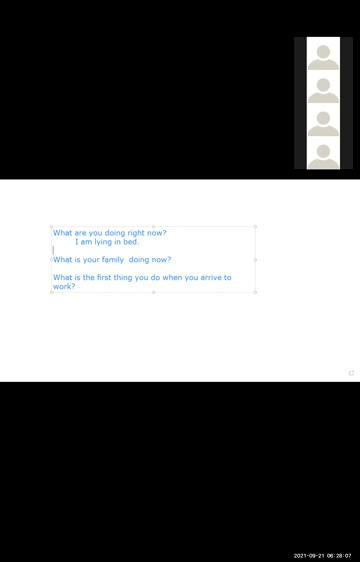 What are you doing right now?
I am lying in bed.
What is your family  doing now?
What is the first thing you do when you arrive to
work?
2021-09-21 06:28:07